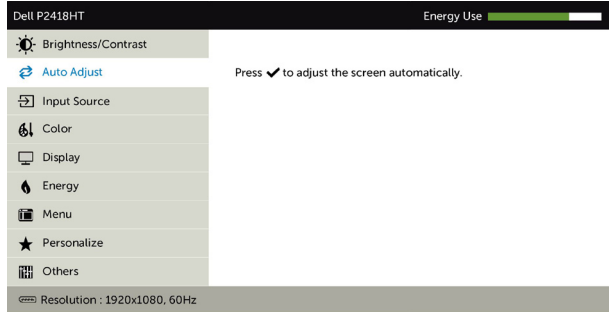 Dell P2418HT
Energy Use
Brightness/Contrast
Auto Adjust
Press ✔ to adjust the screen automatically.
Input Source
Color
Display
Energy
Menu
Personalize
Others
Resolution : 1920x1080, 60Hz